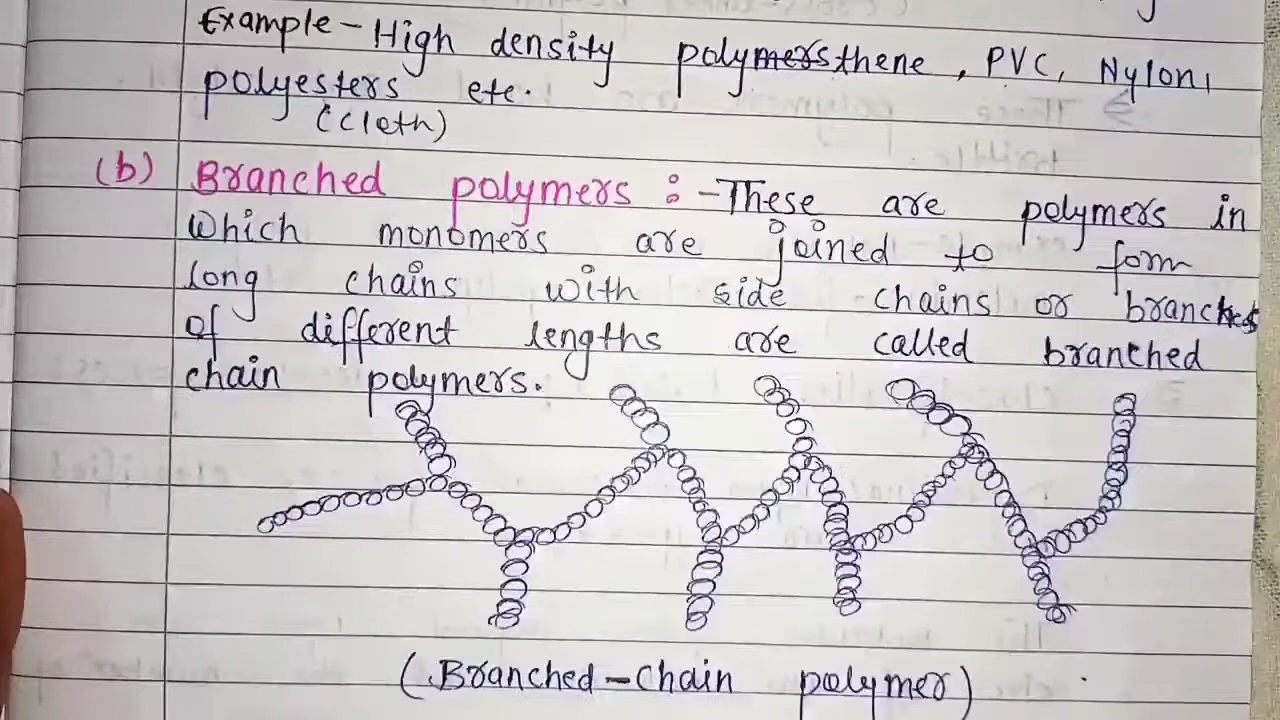 Example - High density polymersthene, PVC, Nylon,
polyesters etc.
(Cloth)
(b) Branched polymers :- These are polymers in
which monomers are joined to form
long chains with side chains or branches
of different lengths are called branched
chain polymers.
(Branched-Chain polymer)